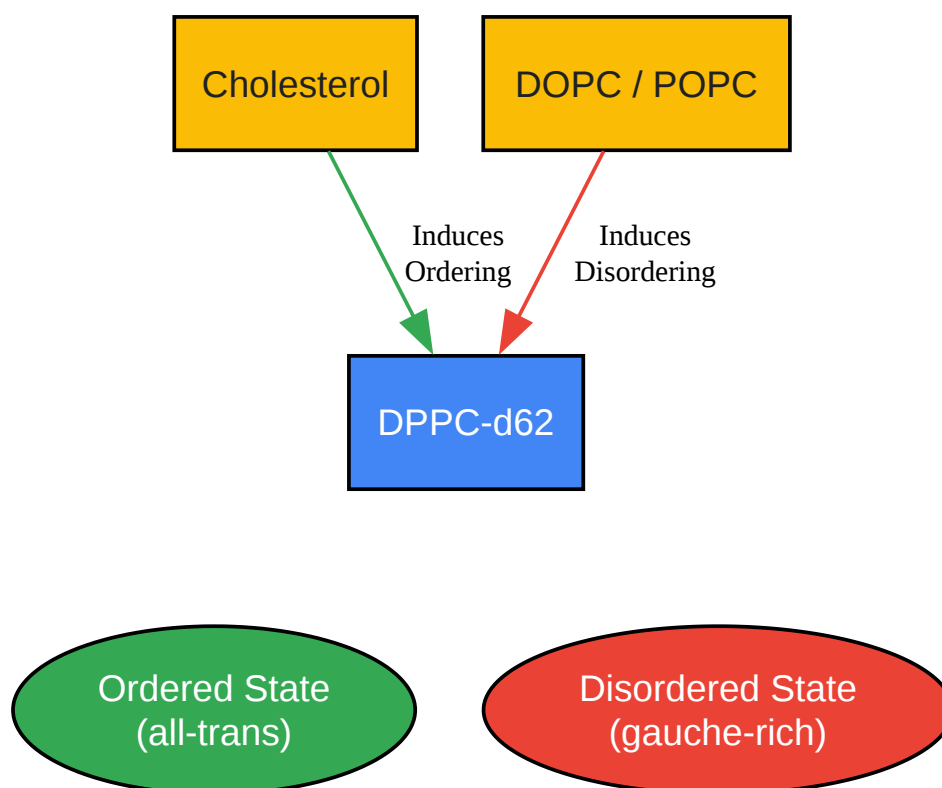 Cholesterol
DOPC / POPC
Induces
Ordering
Induces
Disordering
DPPC-d62
Ordered State
(all-trans)
Disordered State
(gauche-rich)